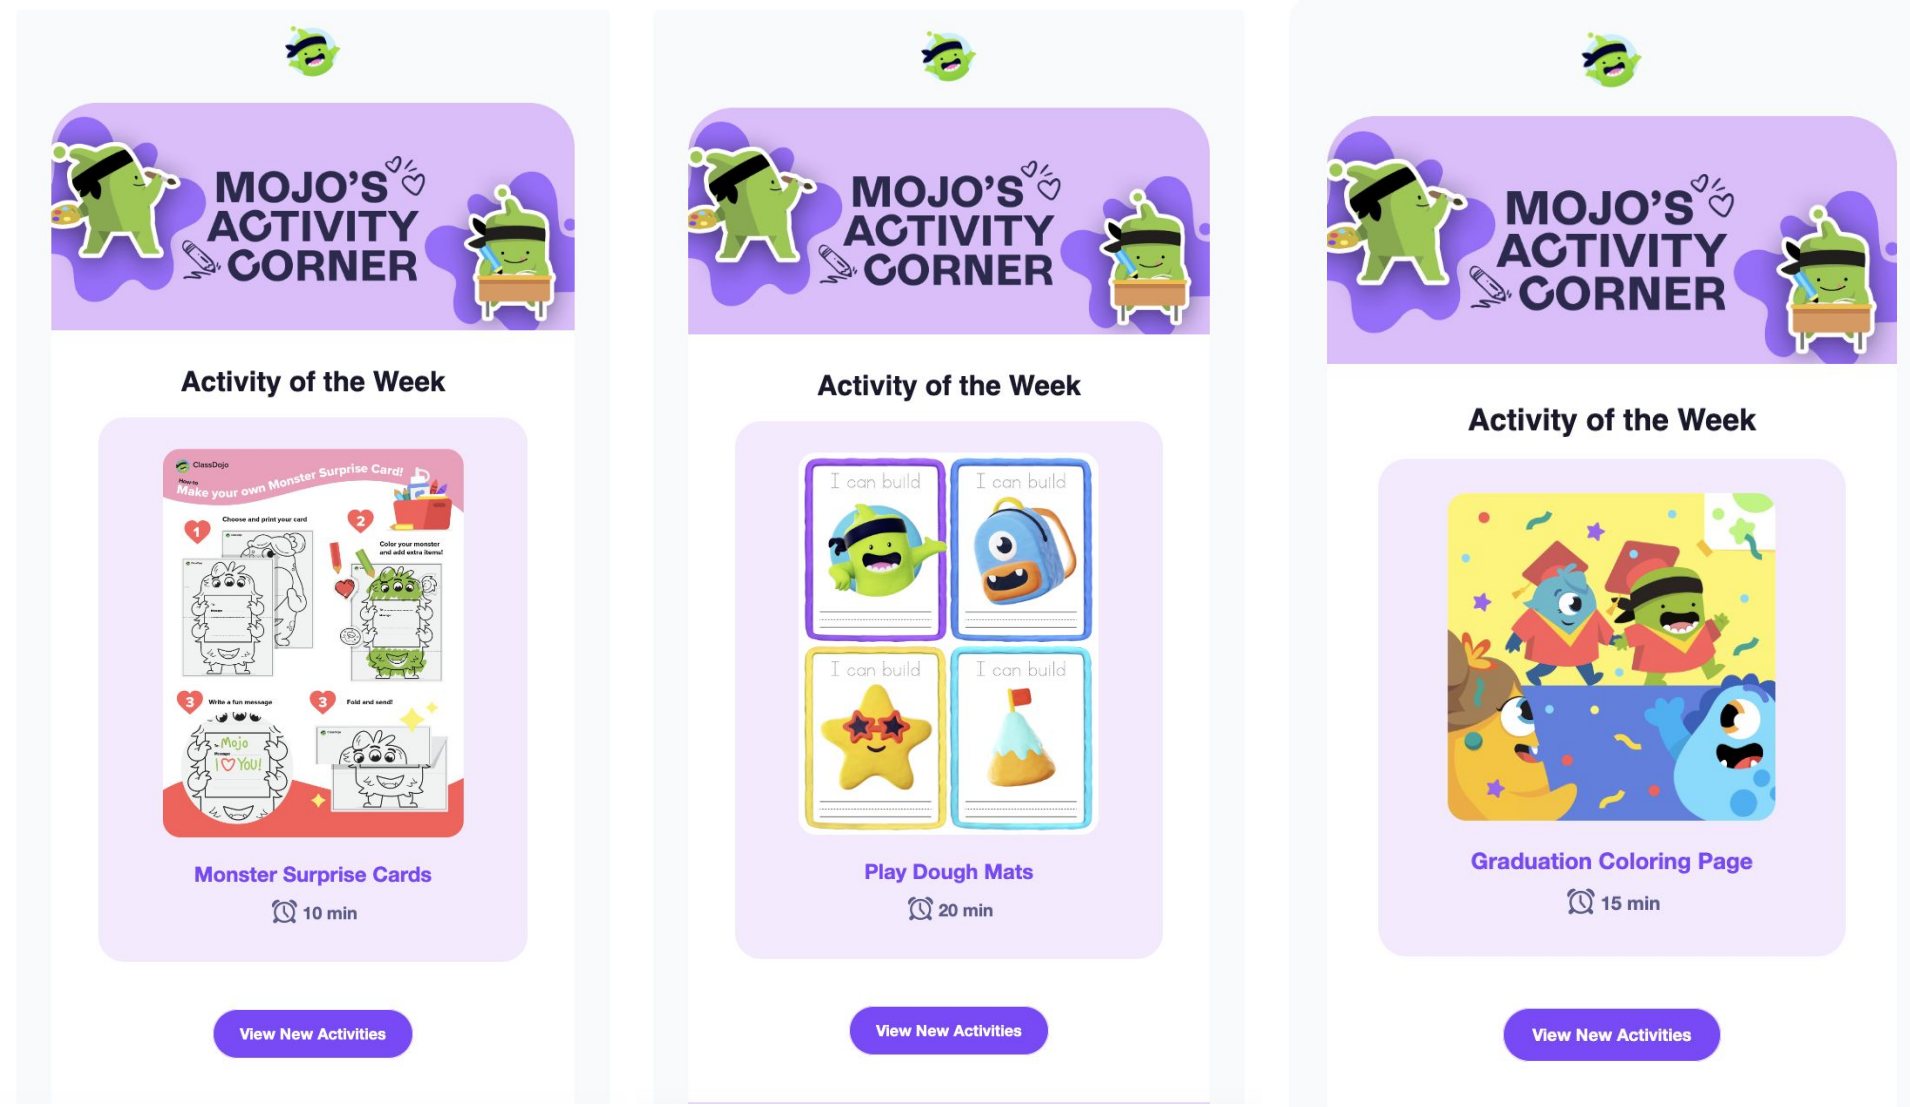 MOJO'S
ACTIVITY
CORNER
Activity of the Week
ClassDojo
How to
Make your own Monster Surprise Card!
1
Choose and print your card
2
Color your monster
and add extra items!
3
Write a fun message
3
Fold and send!
Mojo
Message:
I YOU!
Monster Surprise Cards
10 min
View New Activities
MOJO'S
ACTIVITY
CORNER
Activity of the Week
I can build
I can build
I can build
I can build
Play Dough Mats
20 min
View New Activities
MOJO'S
ACTIVITY
CORNER
Activity of the Week
Graduation Coloring Page
15 min
View New Activities